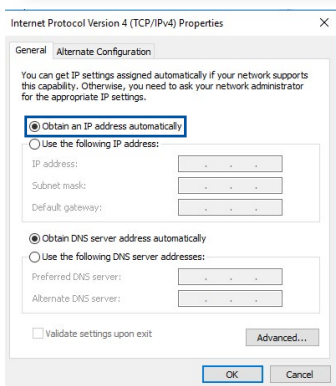 Internet Protocol Version 4 (TCP/IPv4) Properties
General Alternate Configuration
You can get IP settings assigned automatically if your network supports
this capability. Otherwise, you need to ask your network administrator
for the appropriate IP settings.
Obtain an IP address automatically
Use the following IP address:
IP address:
Subnet mask:
Default gateway:
Obtain DNS server address automatically
Use the following DNS server addresses:
Preferred DNS server:
Alternate DNS server:
Validate settings upon exit
Advanced...
OK Cancel